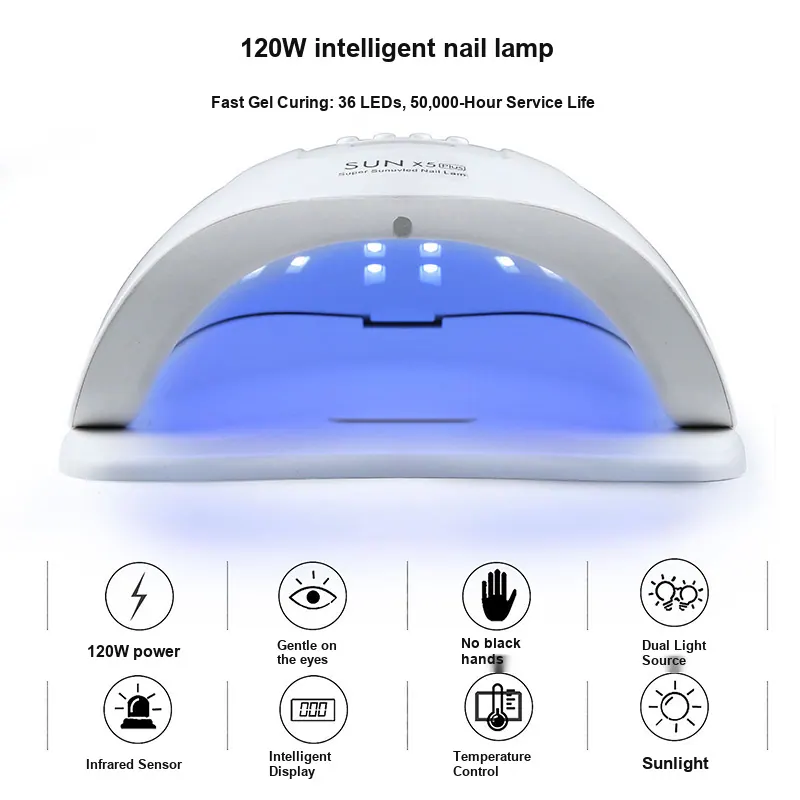 120W intelligent nail lamp
Fast Gel Curing: 36 LEDs, 50,000-Hour Service Life
SUN X5 Plus
Super Sunuvled Nail Lam
120W power
Gentle on
the eyes
No black
hands
Dual Light
Source
Infrared Sensor
000
Intelligent
Display
Temperature
Control
Sunlight